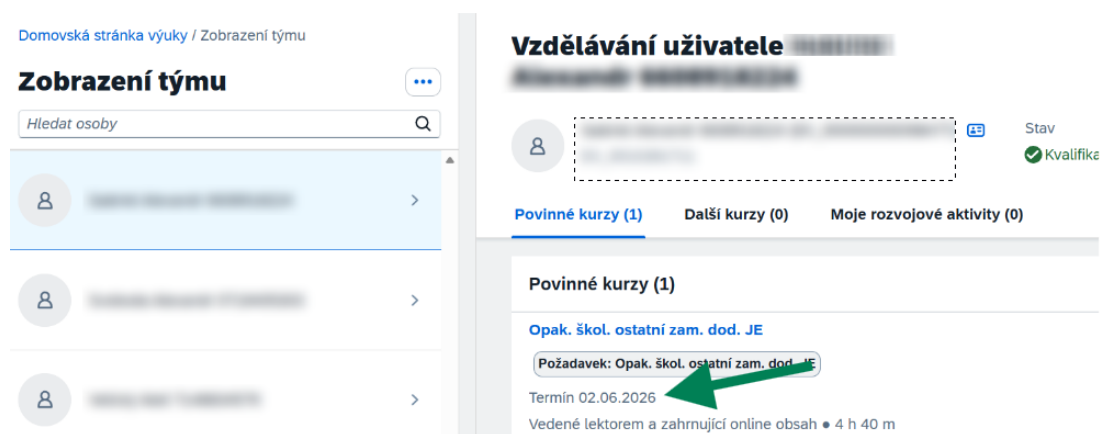 Domovská stránka výuky / Zobrazení týmu
Zobrazení týmu
Hledat osoby
Vzdělávání uživatele
Stav
Kvalifika
Povinné kurzy (1)
Další kurzy (0)
Moje rozvojové aktivity (0)
Povinné kurzy (1)
Opak. škol. ostatní zam. dod. JE
Požadavek: Opak. škol. ostatní zam. dod. JE
Termín 02.06.2026
Vedené lektorem a zahrnující online obsah ● 4 h 40 m